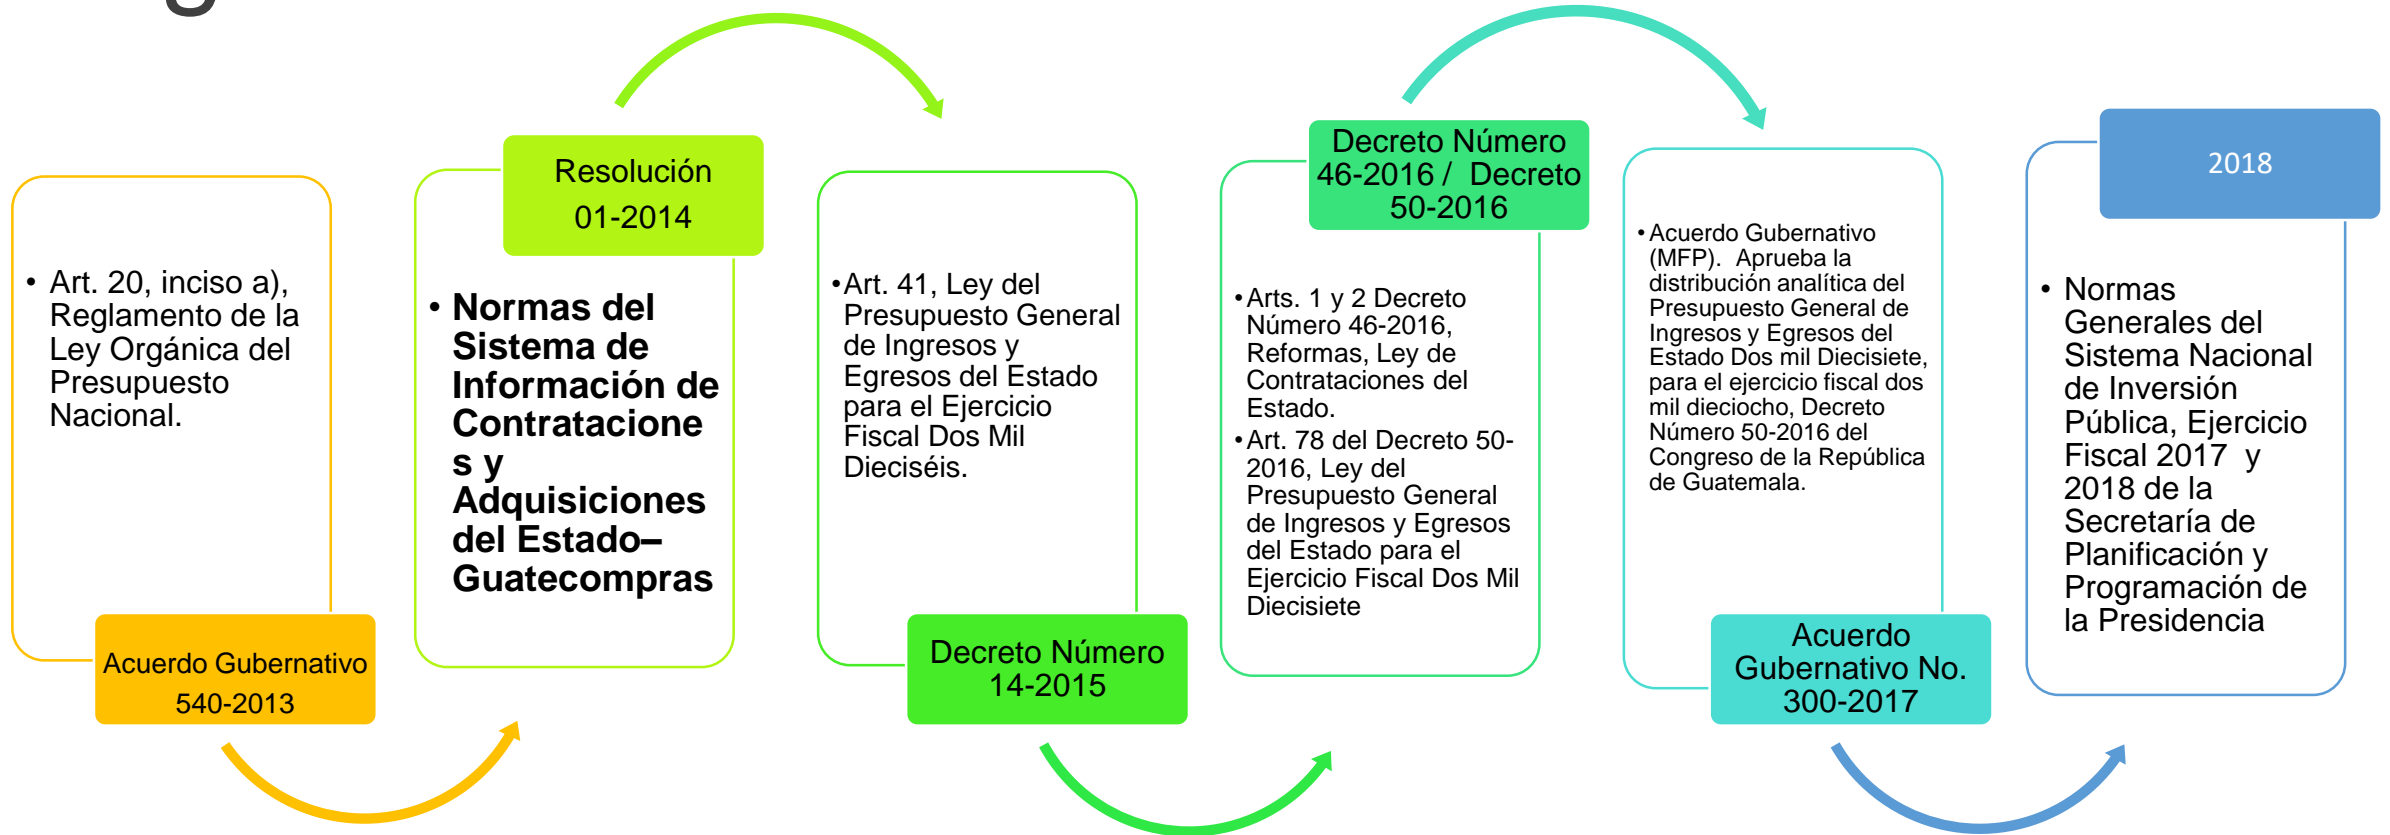 Acuerdo Gubernativo
540-2013
• Art. 20, inciso a),
Reglamento de la
Ley Orgánica del
Presupuesto
Nacional.
Resolución
01-2014
• Normas del
Sistema de
Información de
Contratacione
s y
Adquisiciones
del Estado–
Guatecompras
Decreto Número
14-2015
•Art. 41, Ley del
Presupuesto General
de Ingresos y
Egresos del Estado
para el Ejercicio
Fiscal Dos Mil
Dieciséis.
Decreto Número
46-2016 / Decreto
50-2016
•Arts. 1 y 2 Decreto
Número 46-2016,
Reformas, Ley de
Contrataciones del
Estado.
•Art. 78 del Decreto 50-
2016, Ley del
Presupuesto General
de Ingresos y Egresos
del Estado para el
Ejercicio Fiscal Dos Mil
Diecisiete
Acuerdo
Gubernativo No.
300-2017
•Acuerdo Gubernativo
(MFP). Aprueba la
distribución analítica del
Presupuesto General de
Ingresos y Egresos del
Estado Dos mil Diecisiete,
para el ejercicio fiscal dos
mil dieciocho, Decreto
Número 50-2016 del
Congreso de la República
de Guatemala.
2018
• Normas
Generales del
Sistema Nacional
de Inversión
Pública, Ejercicio
Fiscal 2017 y
2018 de la
Secretaría de
Planificación y
Programación de
la Presidencia